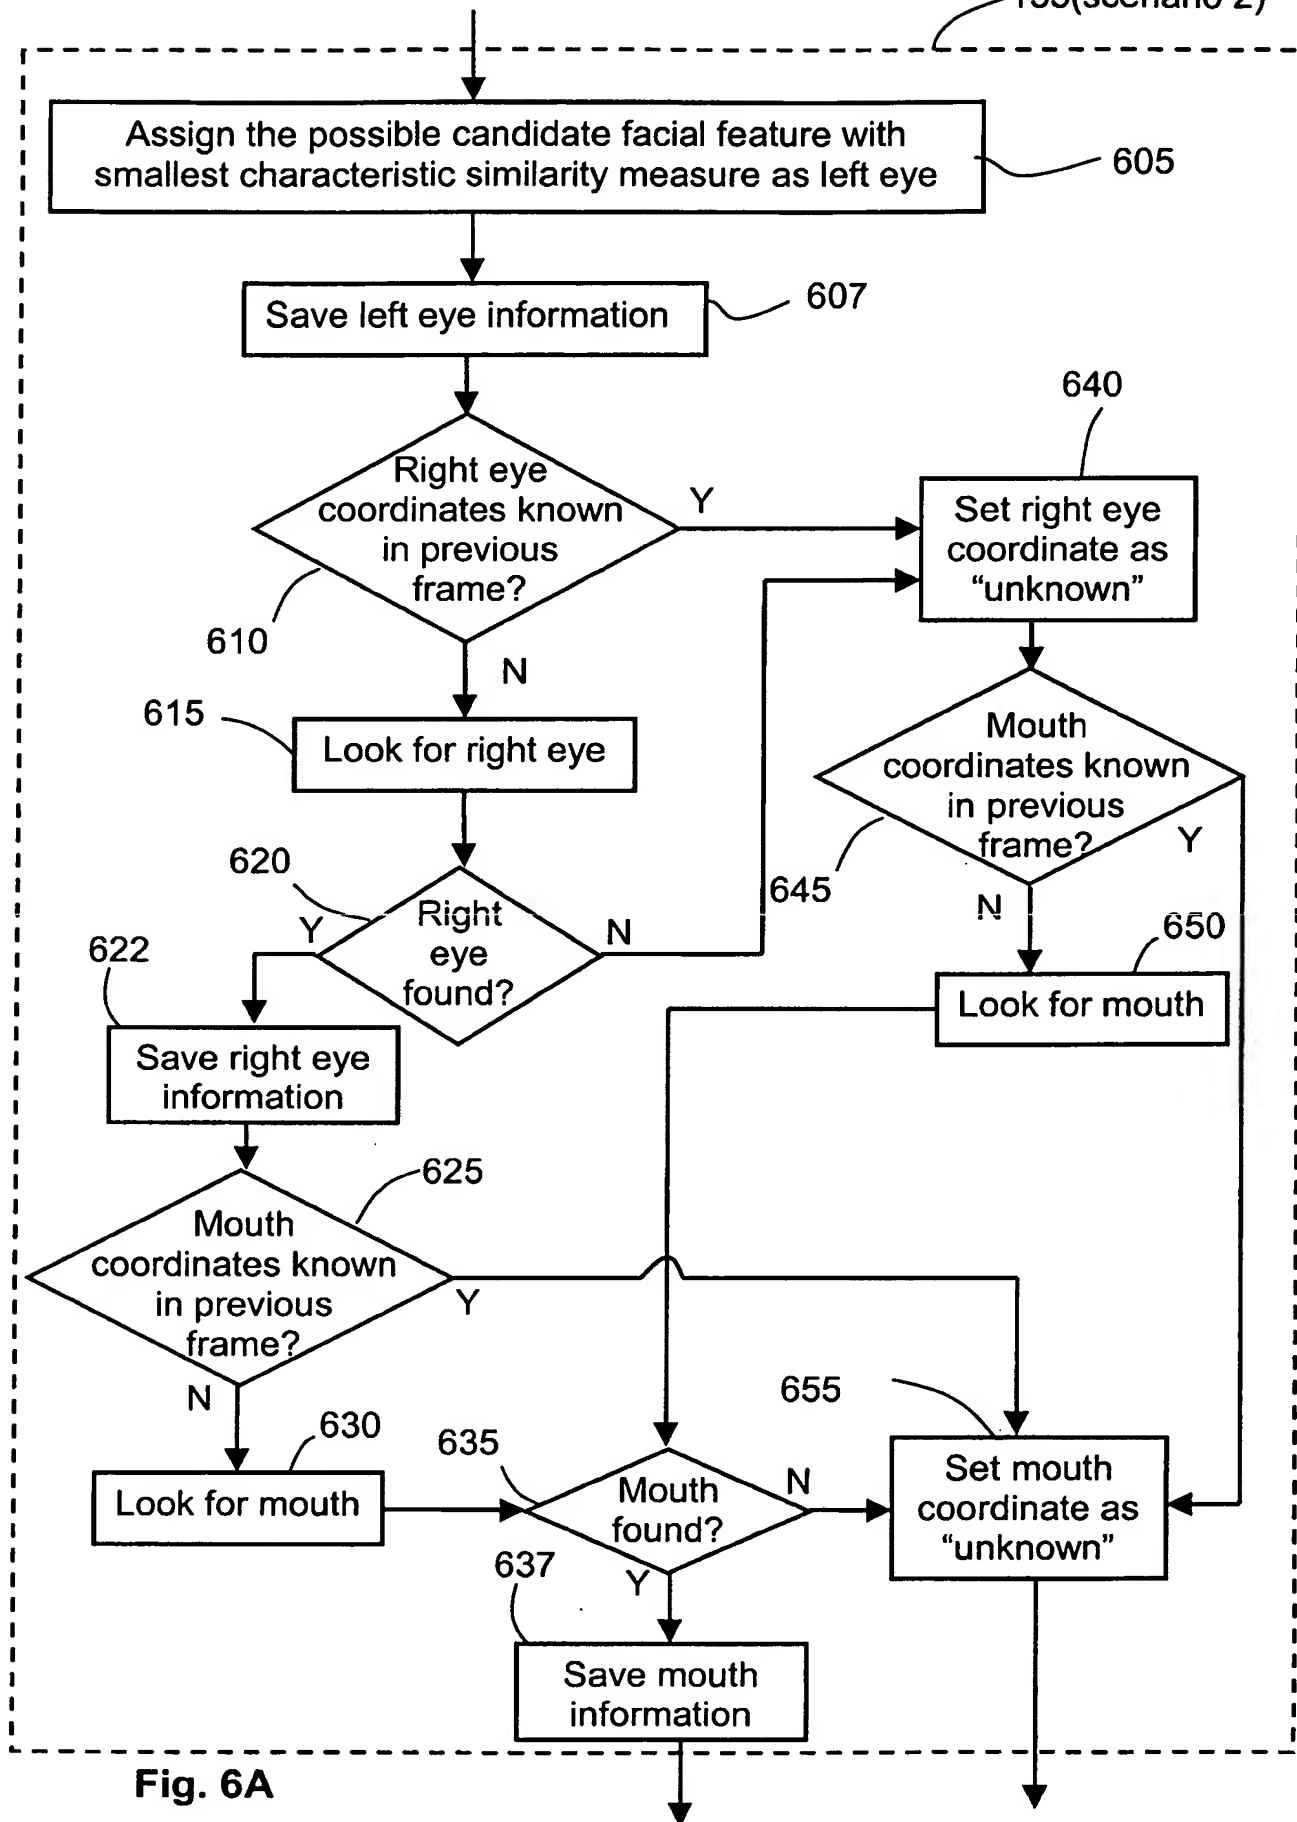 (scenario 2)
Assign the possible candidate facial feature with
smallest characteristic similarity measure as left eye
605
Save left eye information
607
640
Right eye
coordinates known
in previous
frame?
Y
Set right eye
coordinate as
“unknown”
610
N
615
Look for right eye
Mouth
coordinates known
in previous
frame?
Y
620
645
Right
eye
found?
Y
N
N
622
650
Look for mouth
Save right eye
information
625
Mouth
coordinates known
in previous
frame?
Y
N
655
630
635
Look for mouth
Mouth
found?
N
Set mouth
coordinate as
“unknown”
637
Y
Save mouth
information
Fig. 6A